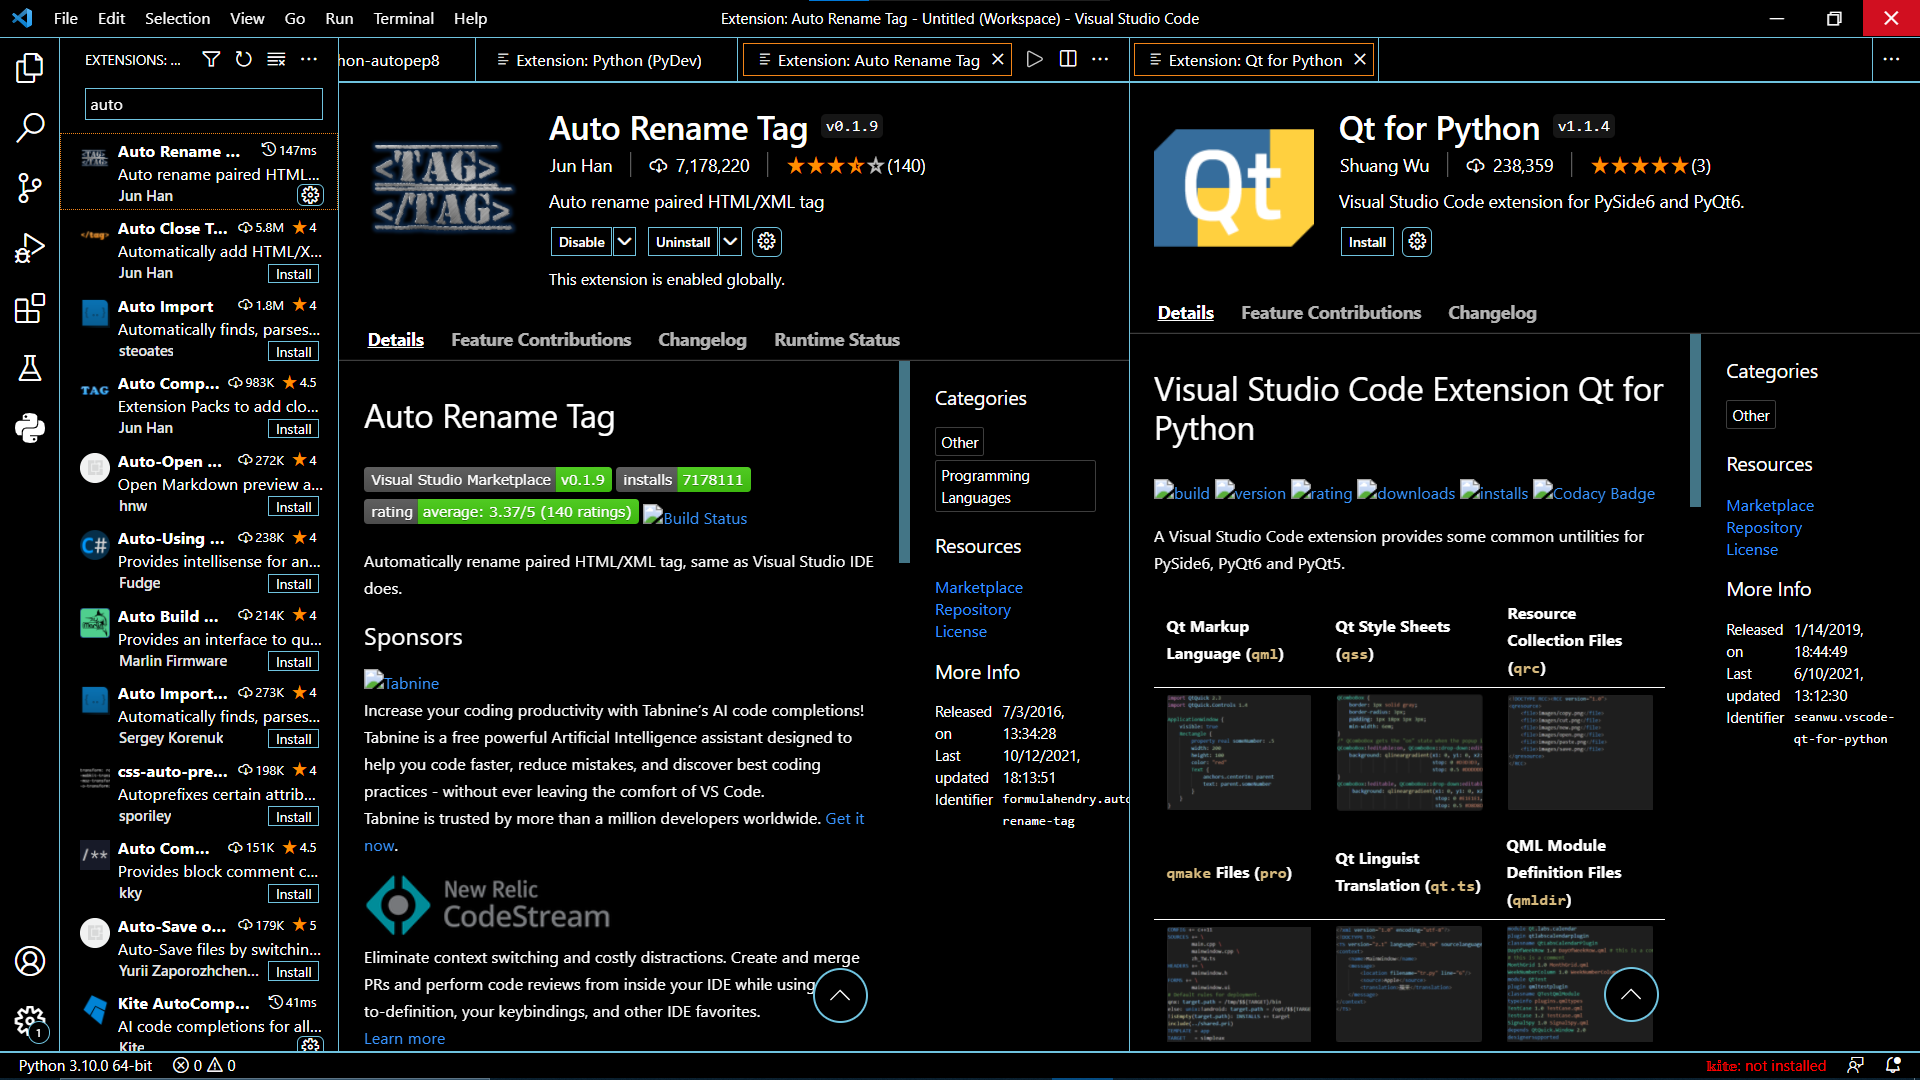 File Edit Selection View Go Run Terminal Help
Extension: Auto Rename Tag - Untitled (Workspace) - Visual Studio Code
EXTENSIONS: ...
auto
Auto Rename ... 147ms
Auto rename paired HTML...
Jun Han
Auto Close T... 5.8M 4
Automatically add HTML/X...
Jun Han Install
Auto Import 1.8M 4
Automatically finds, parses...
steoates Install
TAG
Auto Comp... 983K 4.5
Extension Packs to add clo...
Jun Han Install
Auto-Open ... 272K 4
Open Markdown preview a...
hnw Install
C#
Auto-Using ... 238K 4
Provides intellisense for an...
Fudge Install
Auto Build ... 214K 4
Provides an interface to qu...
Marlin Firmware Install
Auto Import... 273K 4
Automatically finds, parses...
Sergey Korenuk Install
css-auto-pre... 198K 4
Autoprefixes certain attrib...
sporiley Install
/**
Auto Com... 151K 4.5
Provides block comment c...
kky Install
Auto-Save o... 179K 5
Auto-Save files by switchin...
Yurii Zaporozhchen... Install
Kite AutoComp... 41ms
AI code completions for all...
Kite
1
hon-autopep8
Extension: Python (PyDev)
Extension: Auto Rename Tag
<TAG>
</TAG>
Auto Rename Tag v0.1.9
Jun Han 7,178,220 (140)
Auto rename paired HTML/XML tag
Disable Uninstall
This extension is enabled globally.
Details Feature Contributions Changelog Runtime Status
Auto Rename Tag
Visual Studio Marketplace v0.1.9 installs 7178111
rating average: 3.37/5 (140 ratings) Build Status
Automatically rename paired HTML/XML tag, same as Visual Studio IDE
does.
Sponsors
Tabnine
Increase your coding productivity with Tabnine’s AI code completions!
Tabnine is a free powerful Artificial Intelligence assistant designed to
help you code faster, reduce mistakes, and discover best coding
practices - without ever leaving the comfort of VS Code.
Tabnine is trusted by more than a million developers worldwide. Get it
now.
New Relic
CodeStream
Eliminate context switching and costly distractions. Create and merge
PRs and perform code reviews from inside your IDE while using
to-definition, your keybindings, and other IDE favorites.
Learn more
Categories
Other
Programming
Languages
Resources
Marketplace
Repository
License
More Info
Released on 7/3/2016, 13:34:28
Last updated 10/12/2021, 18:13:51
Identifier formulahendry.auto
rename-tag
Extension: Qt for Python
Qt
Qt for Python v1.1.4
Shuang Wu 238,359 (3)
Visual Studio Code extension for PySide6 and PyQt6.
Install
Details Feature Contributions Changelog
Visual Studio Code Extension Qt for
Python
build version rating downloads installs Codacy Badge
A Visual Studio Code extension provides some common untilities for
PySide6, PyQt6 and PyQt5.
Qt Markup Language (qml)
Qt Style Sheets (qss)
Resource Collection Files (qrc)
qmake Files (pro)
Qt Linguist Translation (qt.ts)
QML Module Definition Files (qmldir)
Categories
Other
Resources
Marketplace
Repository
License
More Info
Released on 1/14/2019, 18:44:49
Last updated 6/10/2021, 13:12:30
Identifier seanwu.vscode-
qt-for-python
Python 3.10.0 64-bit 0 0
kite: not installed